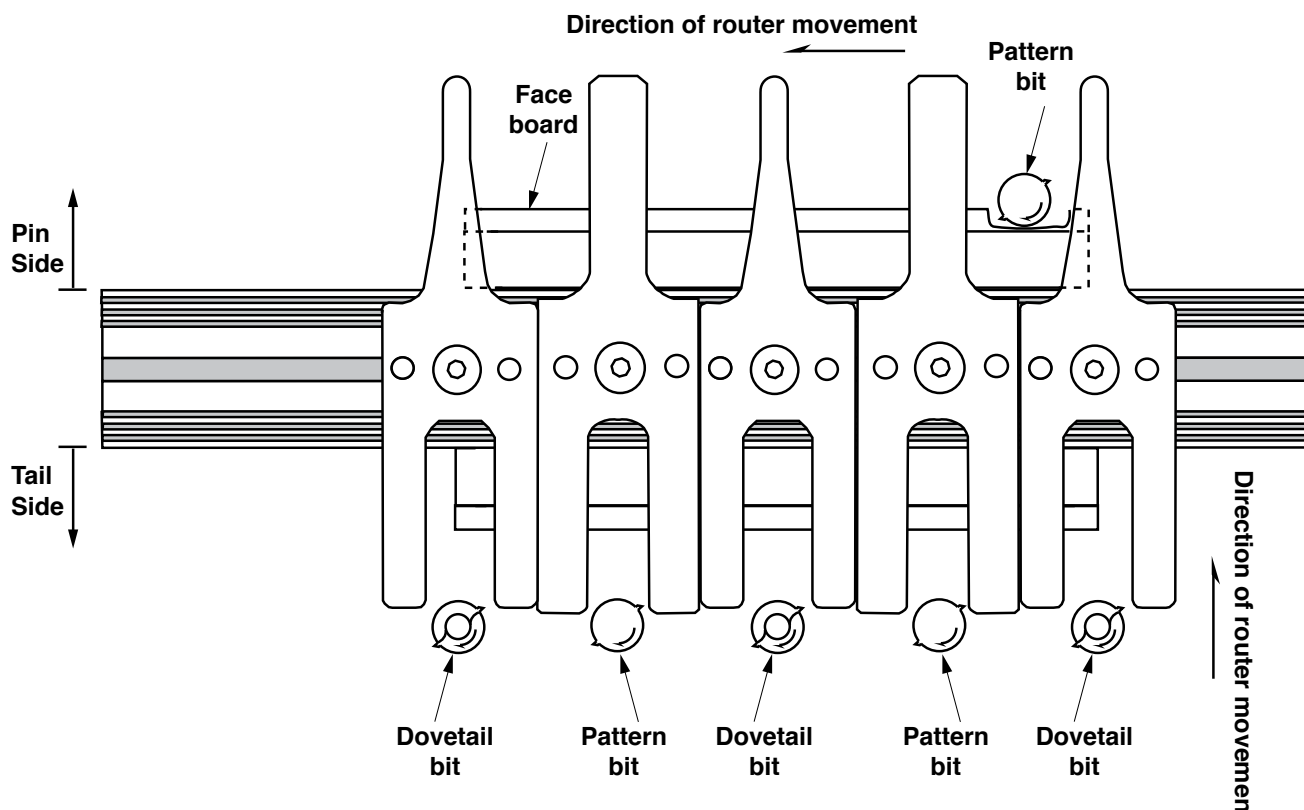 Direction of router movement
Pattern
bit
Face
board
Pin
Side
Tail
Side
Direction of router movemen
Dovetail
bit
Pattern
bit
Dovetail
bit
Pattern
bit
Dovetail
bit